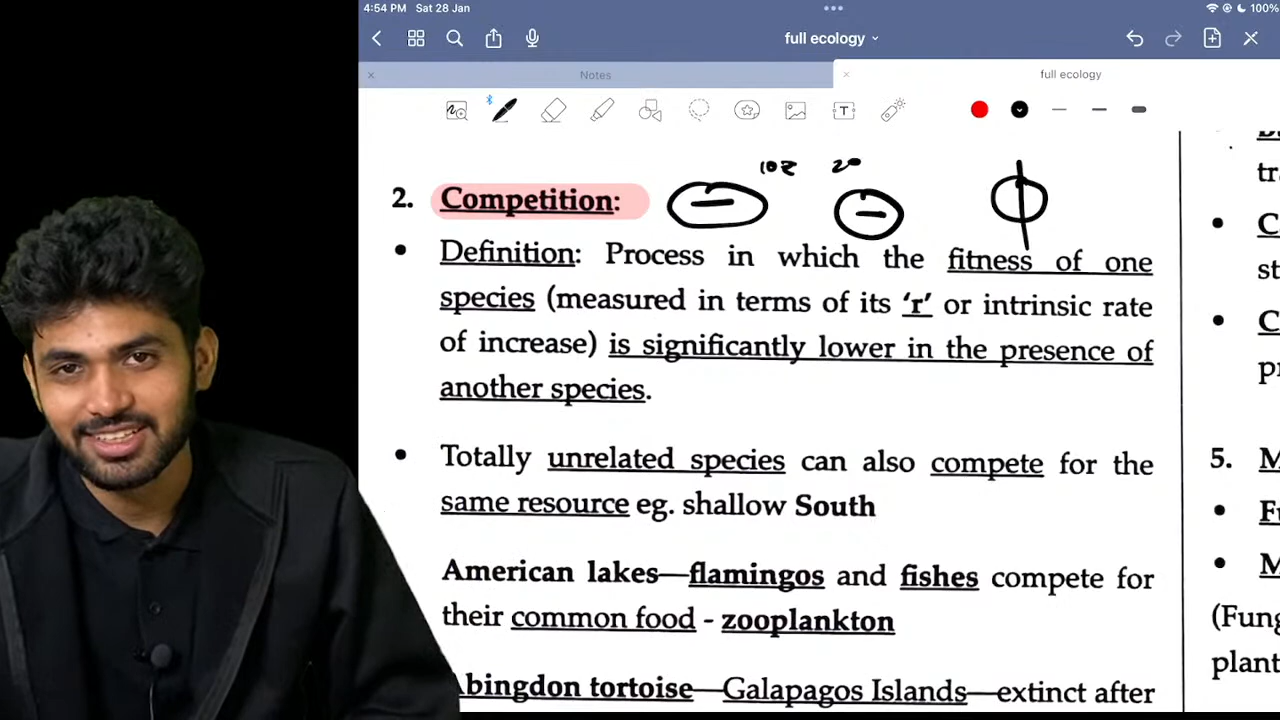 4:54 PM Sat 28 Jan
100%
full ecology
Notes
full ecology
T
2. Competition:
Definition: Process in which the fitness of one
species (measured in terms of its ‘r’ or intrinsic rate
of increase) is significantly lower in the presence of
another species.
Totally unrelated species can also compete for the
same resource eg. shallow South
American lakes—flamingos and fishes compete for
their common food - zooplankton
Abingdon tortoise—Galapagos Islands—extinct after
5.
(Fung
plant